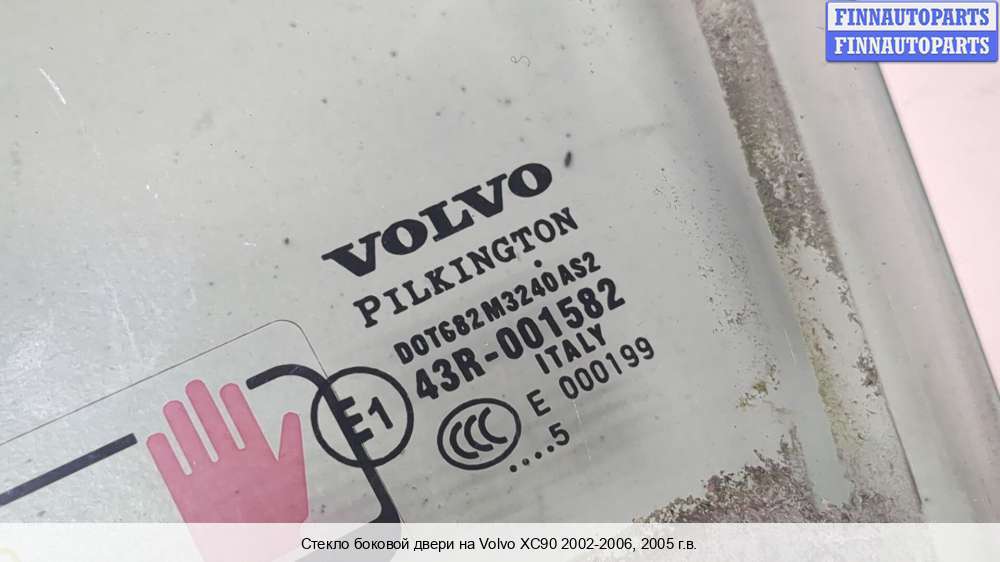 FINNAUTOPARTS
FINNAUTOPARTS
VOLVO
PILKINGTON
DOT682M3240AS2
43R-001582
ITALY
E1
CCC
E 000199
....5
Стекло боковой двери на Volvo XC90 2002-2006, 2005 г.в.